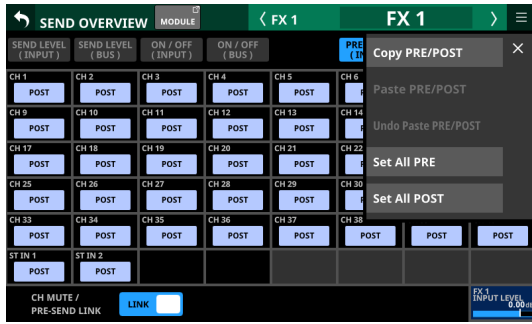 SEND OVERVIEW
MODULE
FX 1
FX 1
SEND LEVEL
(INPUT)
SEND LEVEL
(BUS)
ON / OFF
(INPUT)
ON / OFF
(BUS)
PRE
Copy PRE/POST
Paste PRE/POST
Undo Paste PRE/POST
Set All PRE
Set All POST
CH 1
CH 2
CH 3
CH 4
CH 5
CH 6
POST
POST
POST
POST
POST
CH 9
CH 10
CH 11
CH 12
CH 13
CH 14
POST
POST
POST
POST
POST
CH 17
CH 18
CH 19
CH 20
CH 21
CH 22
POST
POST
POST
POST
POST
CH 25
CH 26
CH 27
CH 28
CH 29
CH 30
POST
POST
POST
POST
POST
CH 33
CH 34
CH 35
CH 36
CH 37
CH 38
POST
POST
POST
POST
POST
POST
POST
POST
ST IN 1
ST IN 2
POST
POST
CH MUTE /
PRE-SEND LINK
LINK
FX 1
INPUT LEVEL
0.00 dB